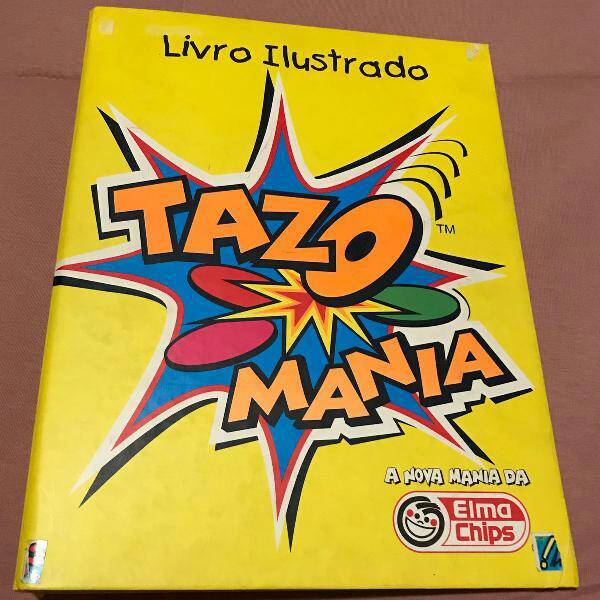 Livro Ilustrado
TAZO
TM
MANIA
A NOVA MANIA DA
Elma
Chips